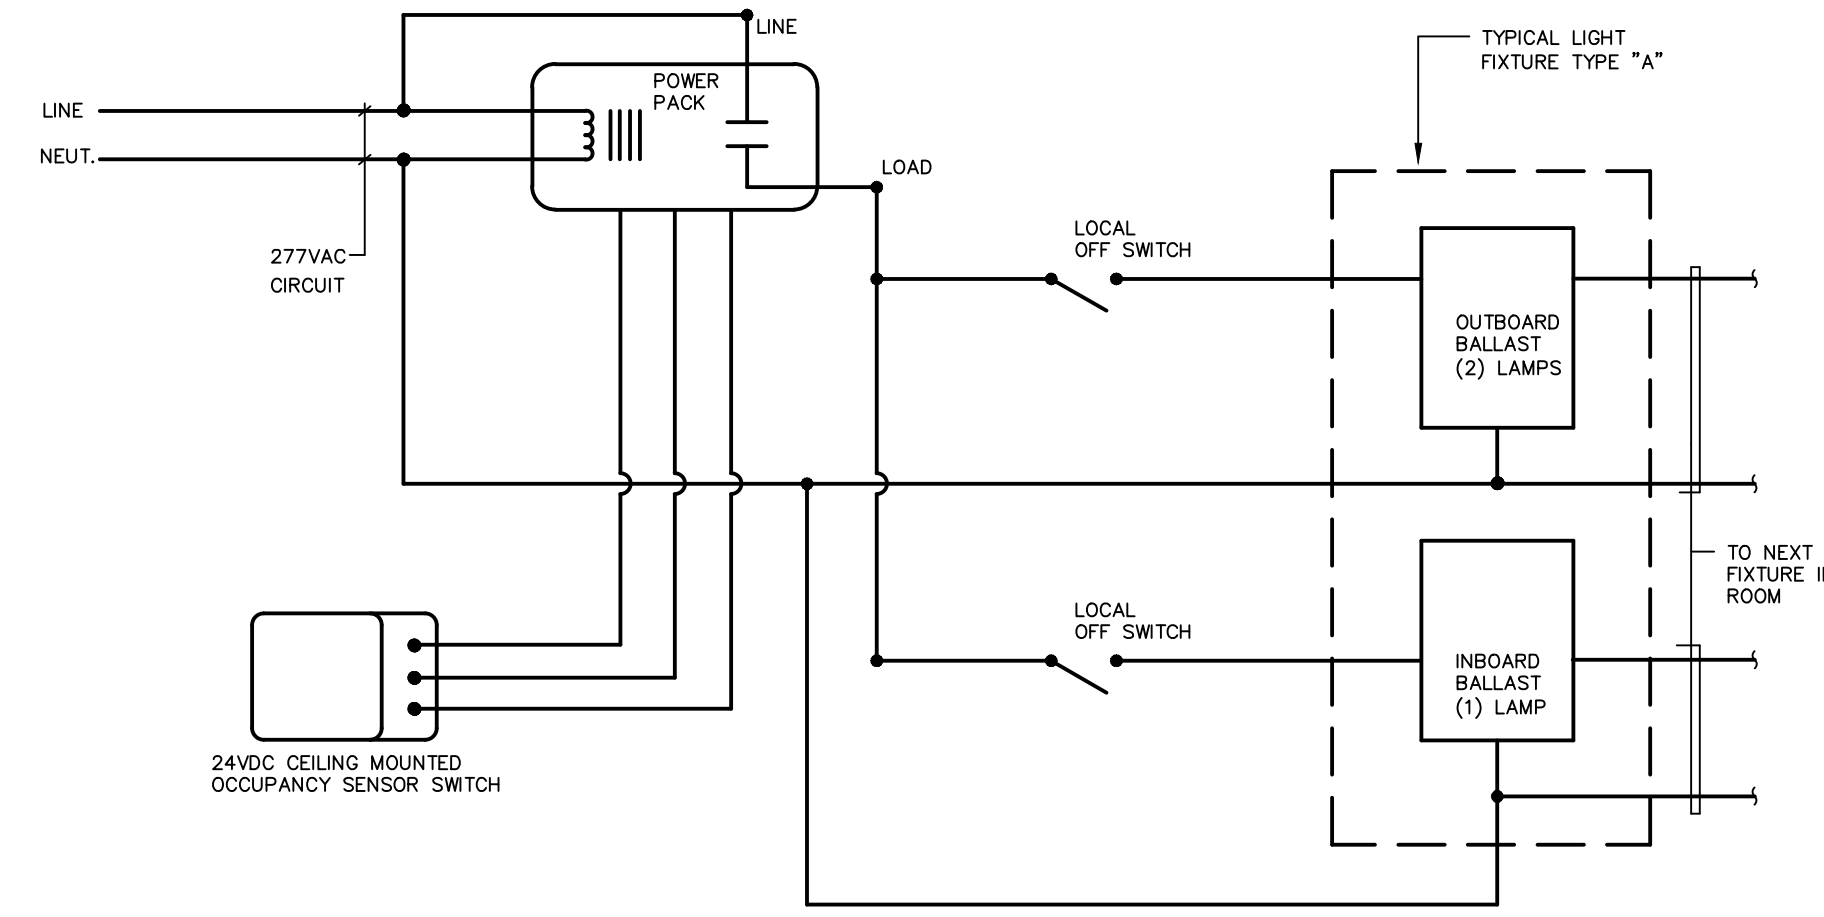 LINE
TYPICAL LIGHT
FIXTURE TYPE "A"
POWER
PACK
LINE
NEUT.
LOAD
LOCAL
OFF SWITCH
277VAC
CIRCUIT
OUTBOARD
BALLAST
(2) LAMPS
TO NEXT
FIXTURE
ROOM
LOCAL
OFF SWITCH
INBOARD
BALLAST
(1) LAMP
24VDC CEILING MOUNTED
OCCUPANCY SENSOR SWITCH